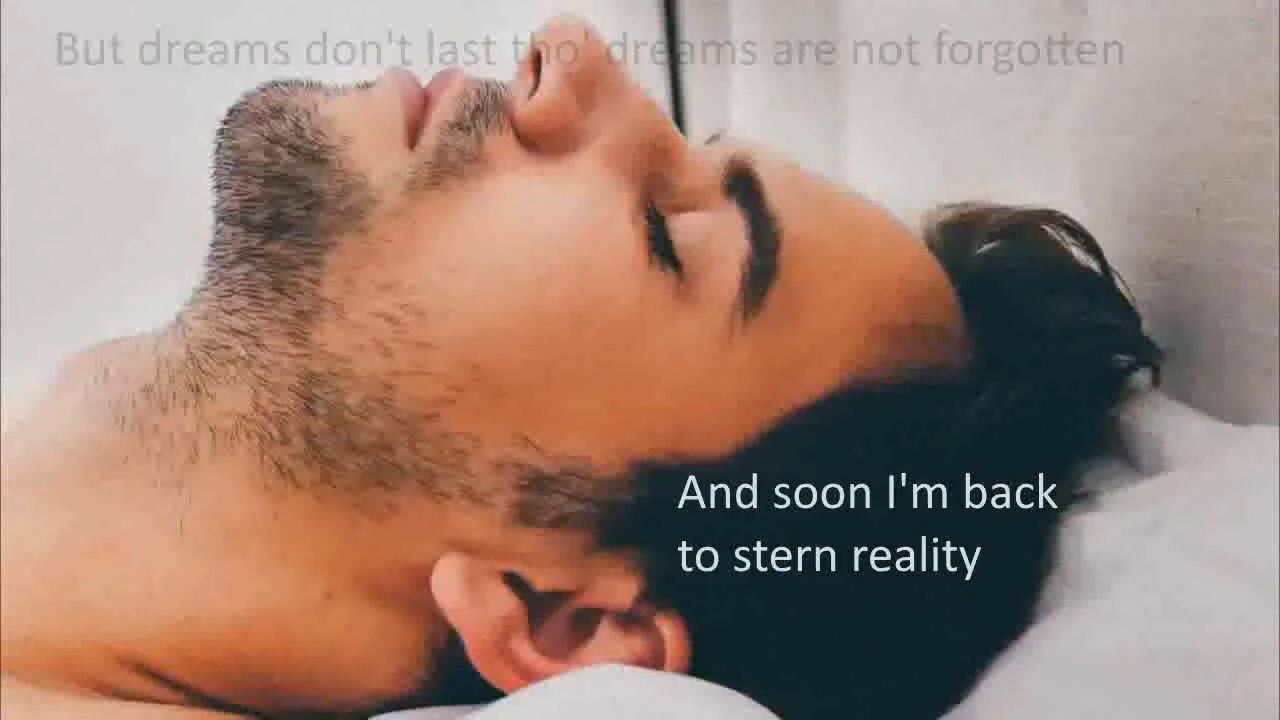 But dreams don't last tho' dreams are not forgotten
And soon I'm back
to stern reality